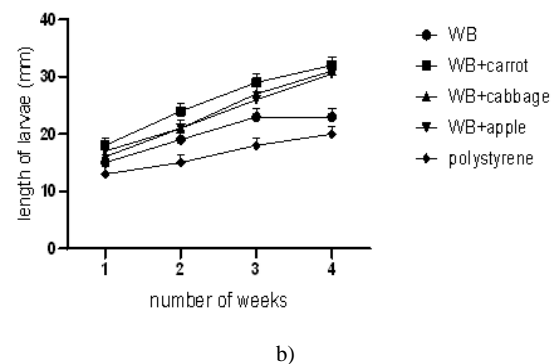 40
30
20
10
0
length of larvae (mm)
1 2 3 4
number of weeks
WB
WB+carrot
WB+cabbage
WB+apple
polystyrene
b)